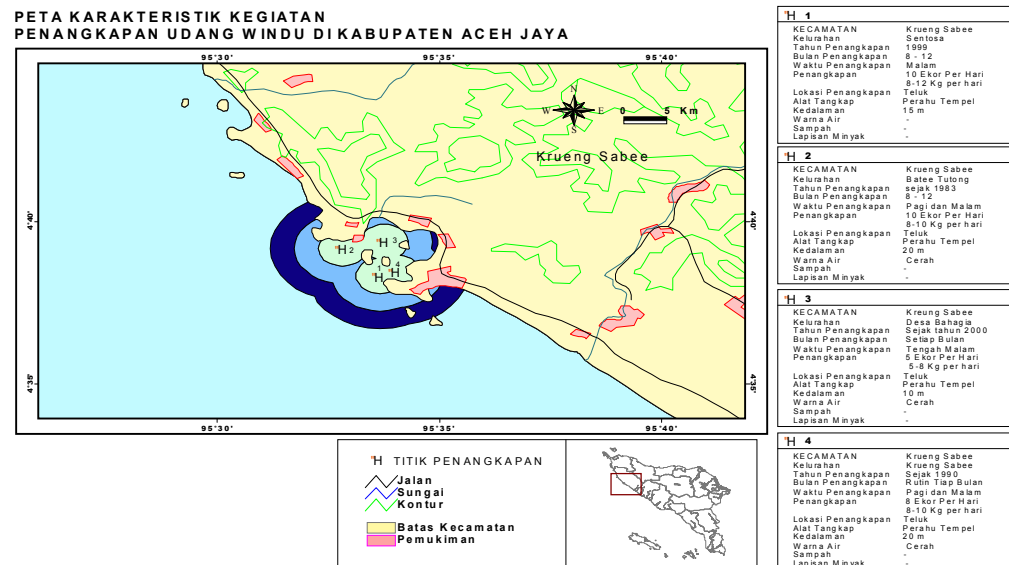 PETA KARAKTERISTIK KEGIATAN
PENANGKAPAN UDANG WINDU DI KABUPATEN ACEH JAYA
95°30' 95°35' 95°40'
N
W E 0 5 Km
S
Krueng Sabee
4°40' 4°40'
H 2
H 3
H 4
H 1
4°35' 4°35'
95°30' 95°35' 95°40'
H TITIK PENANGKAPAN
Jalan
Sungai
Kontur
Batas Kecamatan
Pemukiman
H 1
KECAMATAN Krueng Sabee
Kelurahan Sentosa
Tahun Penangkapan 1999
Bulan Penangkapan 8 - 12
Waktu Penangkapan Malam
Penangkapan 10 Ekor Per Hari
8-12 Kg per hari
Lokasi Penangkapan Teluk
Alat Tangkap Perahu Tempel
Kedalaman 15 m
Warna Air -
Sampah -
Lapisan Minyak -
H 2
KECAMATAN Krueng Sabee
Kelurahan Batee Tutong
Tahun Penangkapan sejak 1983
Bulan Penangkapan 8 - 12
Waktu Penangkapan Pagi dan Malam
Penangkapan 10 Ekor Per Hari
8-10 Kg per hari
Lokasi Penangkapan Teluk
Alat Tangkap Perahu Tempel
Kedalaman 20 m
Warna Air Cerah
Sampah -
Lapisan Minyak -
H 3
KECAMATAN Kreung Sabee
Kelurahan Desa Bahagia
Tahun Penangkapan Sejak tahun 2000
Bulan Penangkapan Setiap Bulan
Waktu Penangkapan Tengah Malam
Penangkapan 5 Ekor Per Hari
5-8 Kg per hari
Lokasi Penangkapan Teluk
Alat Tangkap Perahu Tempel
Kedalaman 10 m
Warna Air Cerah
Sampah -
Lapisan Minyak -
H 4
KECAMATAN Krueng Sabee
Kelurahan Krueng Sabee
Tahun Penangkapan Sejak 1990
Bulan Penangkapan Rutin Tiap Bulan
Waktu Penangkapan Pagi dan Malam
Penangkapan 8 Ekor Per Hari
8-10 Kg per hari
Lokasi Penangkapan Teluk
Alat Tangkap Perahu Tempel
Kedalaman 20 m
Warna Air Cerah
Sampah -
Lapisan Minyak -